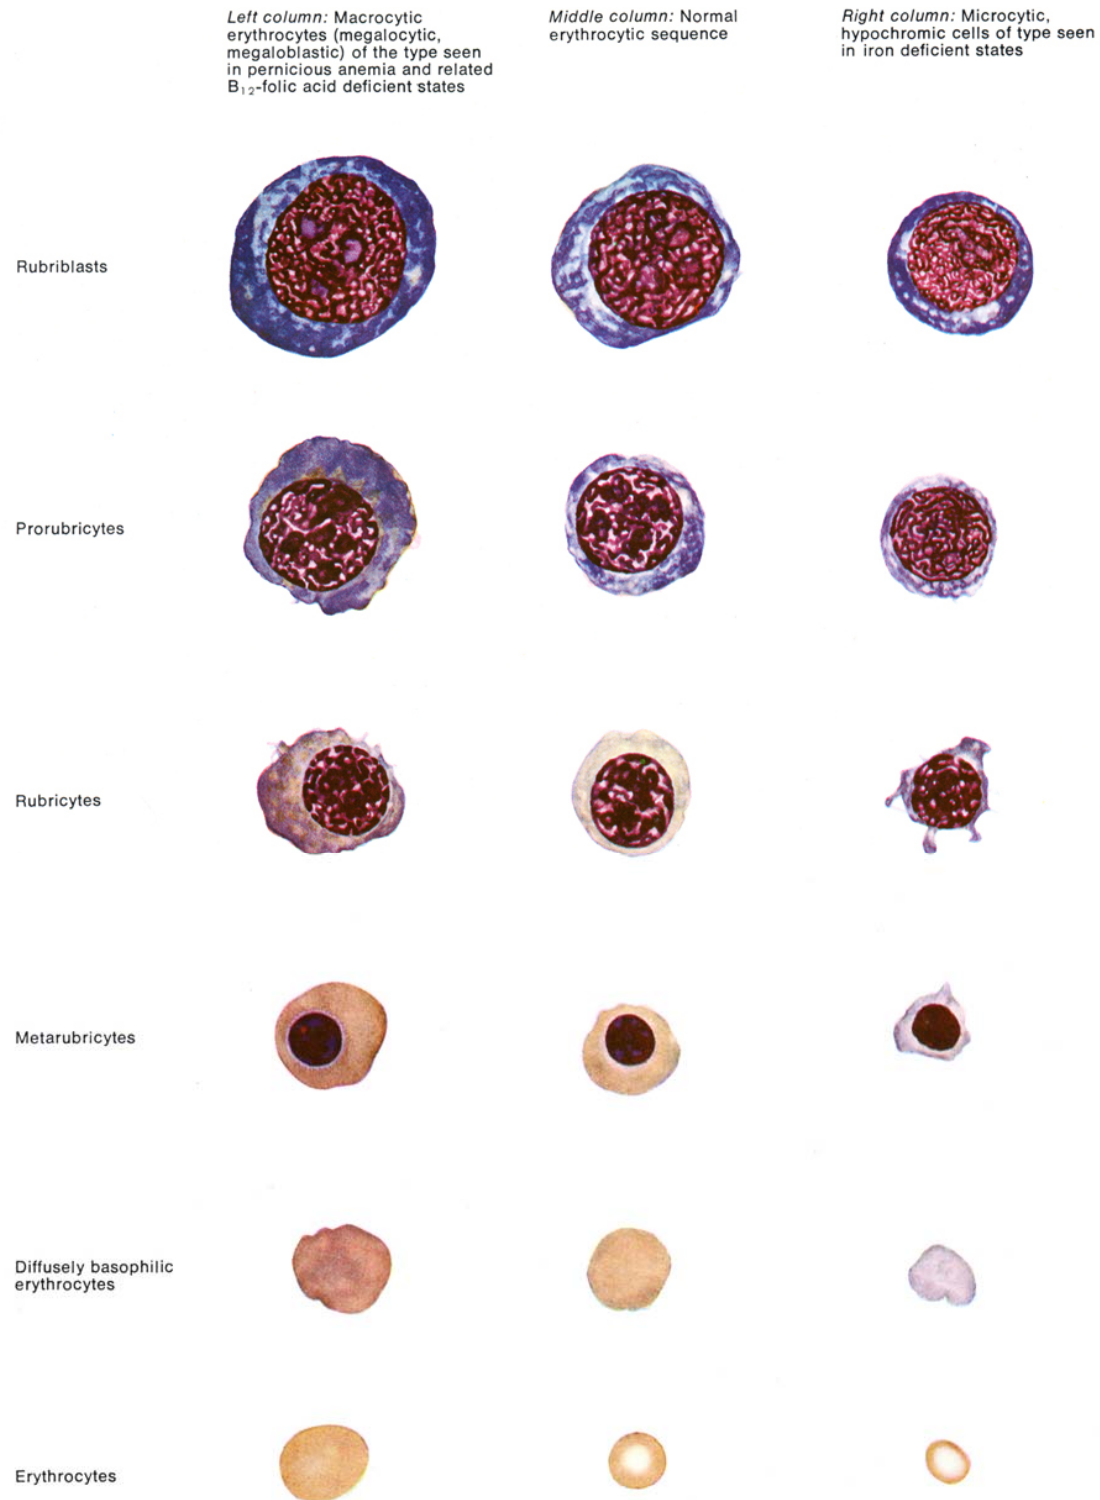 Left column: Macrocytic
erythrocytes (megalocytic,
megaloblastic) of the type seen
in pernicious anemia and related
B₁₂-folic acid deficient states
Middle column: Normal
erythrocytic sequence
Right column: Microcytic,
hypochromic cells of type seen
in iron deficient states
Rubriblasts
Prorubricytes
Rubricytes
Metarubricytes
Diffusely basophilic
erythrocytes
Erythrocytes